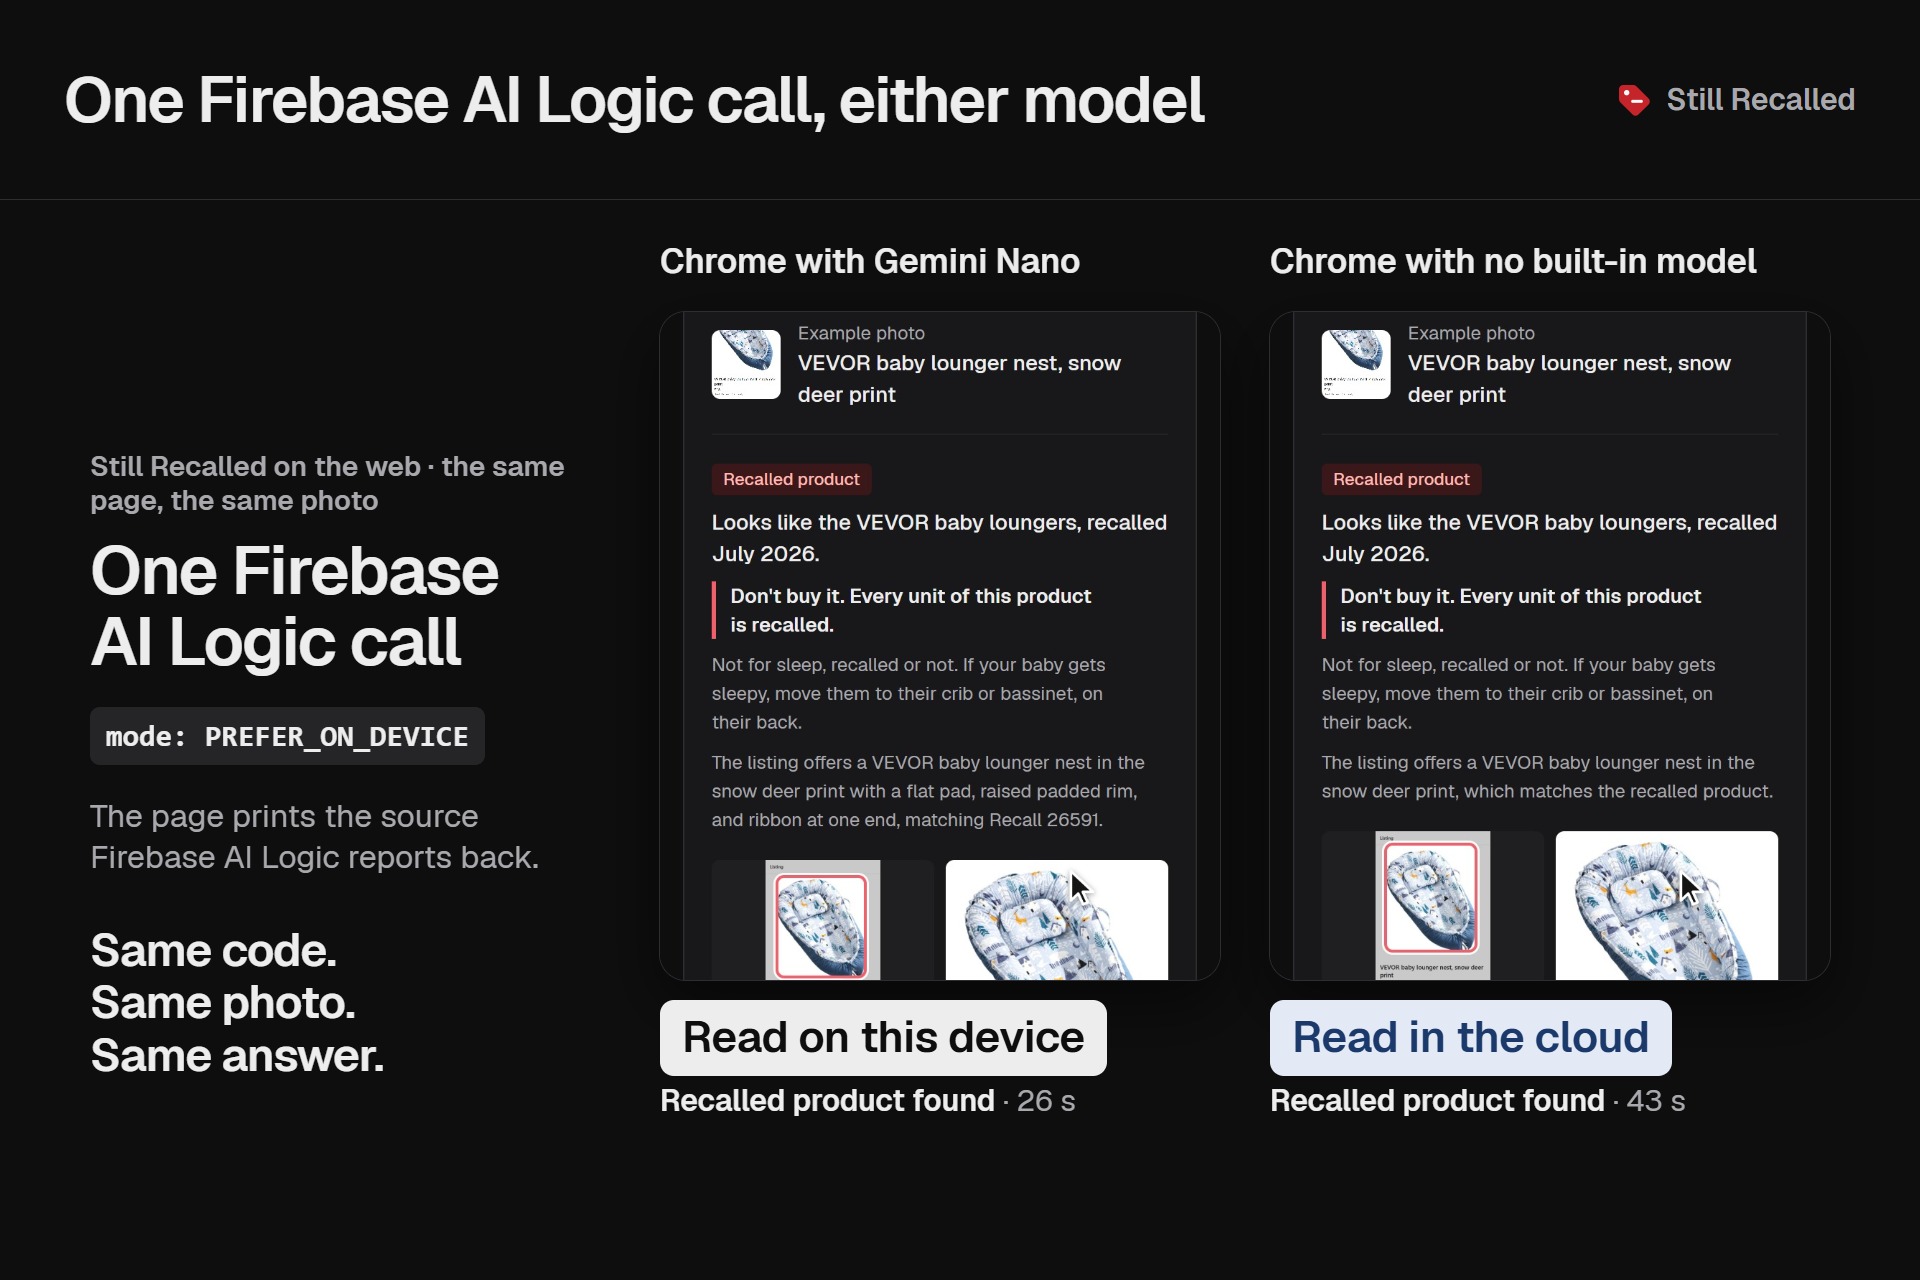 One Firebase AI Logic call, either model
Still Recalled
Still Recalled on the web · the same
page, the same photo
One Firebase
AI Logic call
mode: PREFER_ON_DEVICE
The page prints the source
Firebase AI Logic reports back.
Same code.
Same photo.
Same answer.
Chrome with Gemini Nano
Example photo
VEVOR baby lounger nest, snow
deer print
Recalled product
Looks like the VEVOR baby loungers, recalled
July 2026.
Don't buy it. Every unit of this product
is recalled.
Not for sleep, recalled or not. If your baby gets
sleepy, move them to their crib or bassinet, on
their back.
The listing offers a VEVOR baby lounger nest in the
snow deer print with a flat pad, raised padded rim,
and ribbon at one end, matching Recall 26591.
Listing
Read on this device
Recalled product found · 26 s
Chrome with no built-in model
Example photo
VEVOR baby lounger nest, snow
deer print
Recalled product
Looks like the VEVOR baby loungers, recalled
July 2026.
Don't buy it. Every unit of this product
is recalled.
Not for sleep, recalled or not. If your baby gets
sleepy, move them to their crib or bassinet, on
their back.
The listing offers a VEVOR baby lounger nest in the
snow deer print, which matches the recalled product.
Listing
VEVOR baby lounger nest, snow deer
print
Read in the cloud
Recalled product found · 43 s